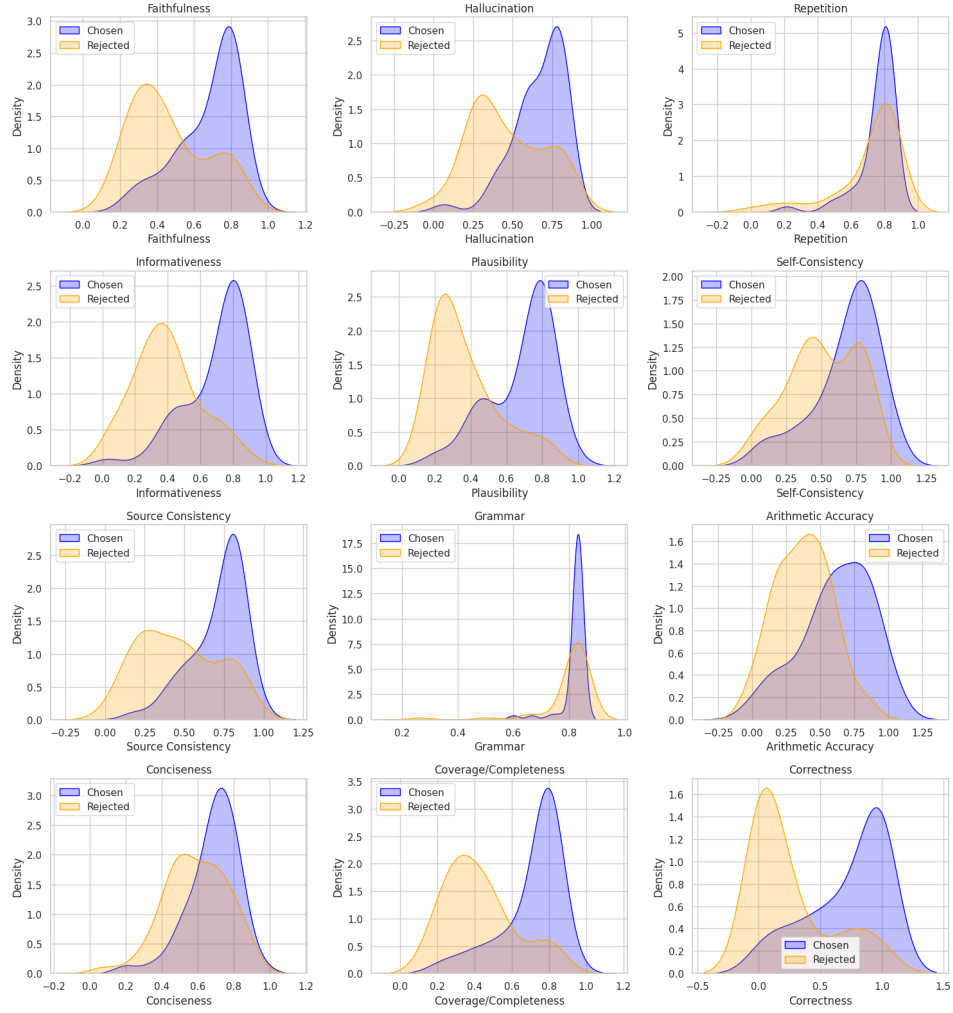 Faithfulness
Density
3.0
2.5
2.0
1.5
1.0
0.5
0.0
0.0 0.2 0.4 0.6 0.8 1.0 1.2
Chosen
Rejected
Faithfulness
Hallucination
Density
2.5
2.0
1.5
1.0
0.5
0.0
−0.25 0.00 0.25 0.50 0.75 1.00
Chosen
Rejected
Hallucination
Repetition
Density
5
4
3
2
1
0
−0.2 0.0 0.2 0.4 0.6 0.8 1.0
Chosen
Rejected
Repetition
Informativeness
Density
2.5
2.0
1.5
1.0
0.5
0.0
−0.2 0.0 0.2 0.4 0.6 0.8 1.0 1.2
Chosen
Rejected
Informativeness
Plausibility
Density
2.5
2.0
1.5
1.0
0.5
0.0
0.0 0.2 0.4 0.6 0.8 1.0 1.2
Chosen
Rejected
Plausibility
Self-Consistency
Density
2.00
1.75
1.50
1.25
1.00
0.75
0.50
0.25
0.00
−0.25 0.00 0.25 0.50 0.75 1.00 1.25
Chosen
Rejected
Self-Consistency
Source Consistency
Density
2.5
2.0
1.5
1.0
0.5
0.0
−0.25 0.00 0.25 0.50 0.75 1.00 1.25
Chosen
Rejected
Source Consistency
Grammar
Density
17.5
15.0
12.5
10.0
7.5
5.0
2.5
0.0
0.2 0.4 0.6 0.8 1.0
Chosen
Rejected
Grammar
Arithmetic Accuracy
Density
1.6
1.4
1.2
1.0
0.8
0.6
0.4
0.2
0.0
−0.25 0.00 0.25 0.50 0.75 1.00 1.25
Chosen
Rejected
Arithmetic Accuracy
Conciseness
Density
3.0
2.5
2.0
1.5
1.0
0.5
0.0
−0.2 0.0 0.2 0.4 0.6 0.8 1.0 1.2
Chosen
Rejected
Conciseness
Coverage/Completeness
Density
3.5
3.0
2.5
2.0
1.5
1.0
0.5
0.0
0.0 0.2 0.4 0.6 0.8 1.0 1.2
Chosen
Rejected
Coverage/Completeness
Correctness
Density
1.6
1.4
1.2
1.0
0.8
0.6
0.4
0.2
0.0
−0.5 0.0 0.5 1.0 1.5
Chosen
Rejected
Correctness